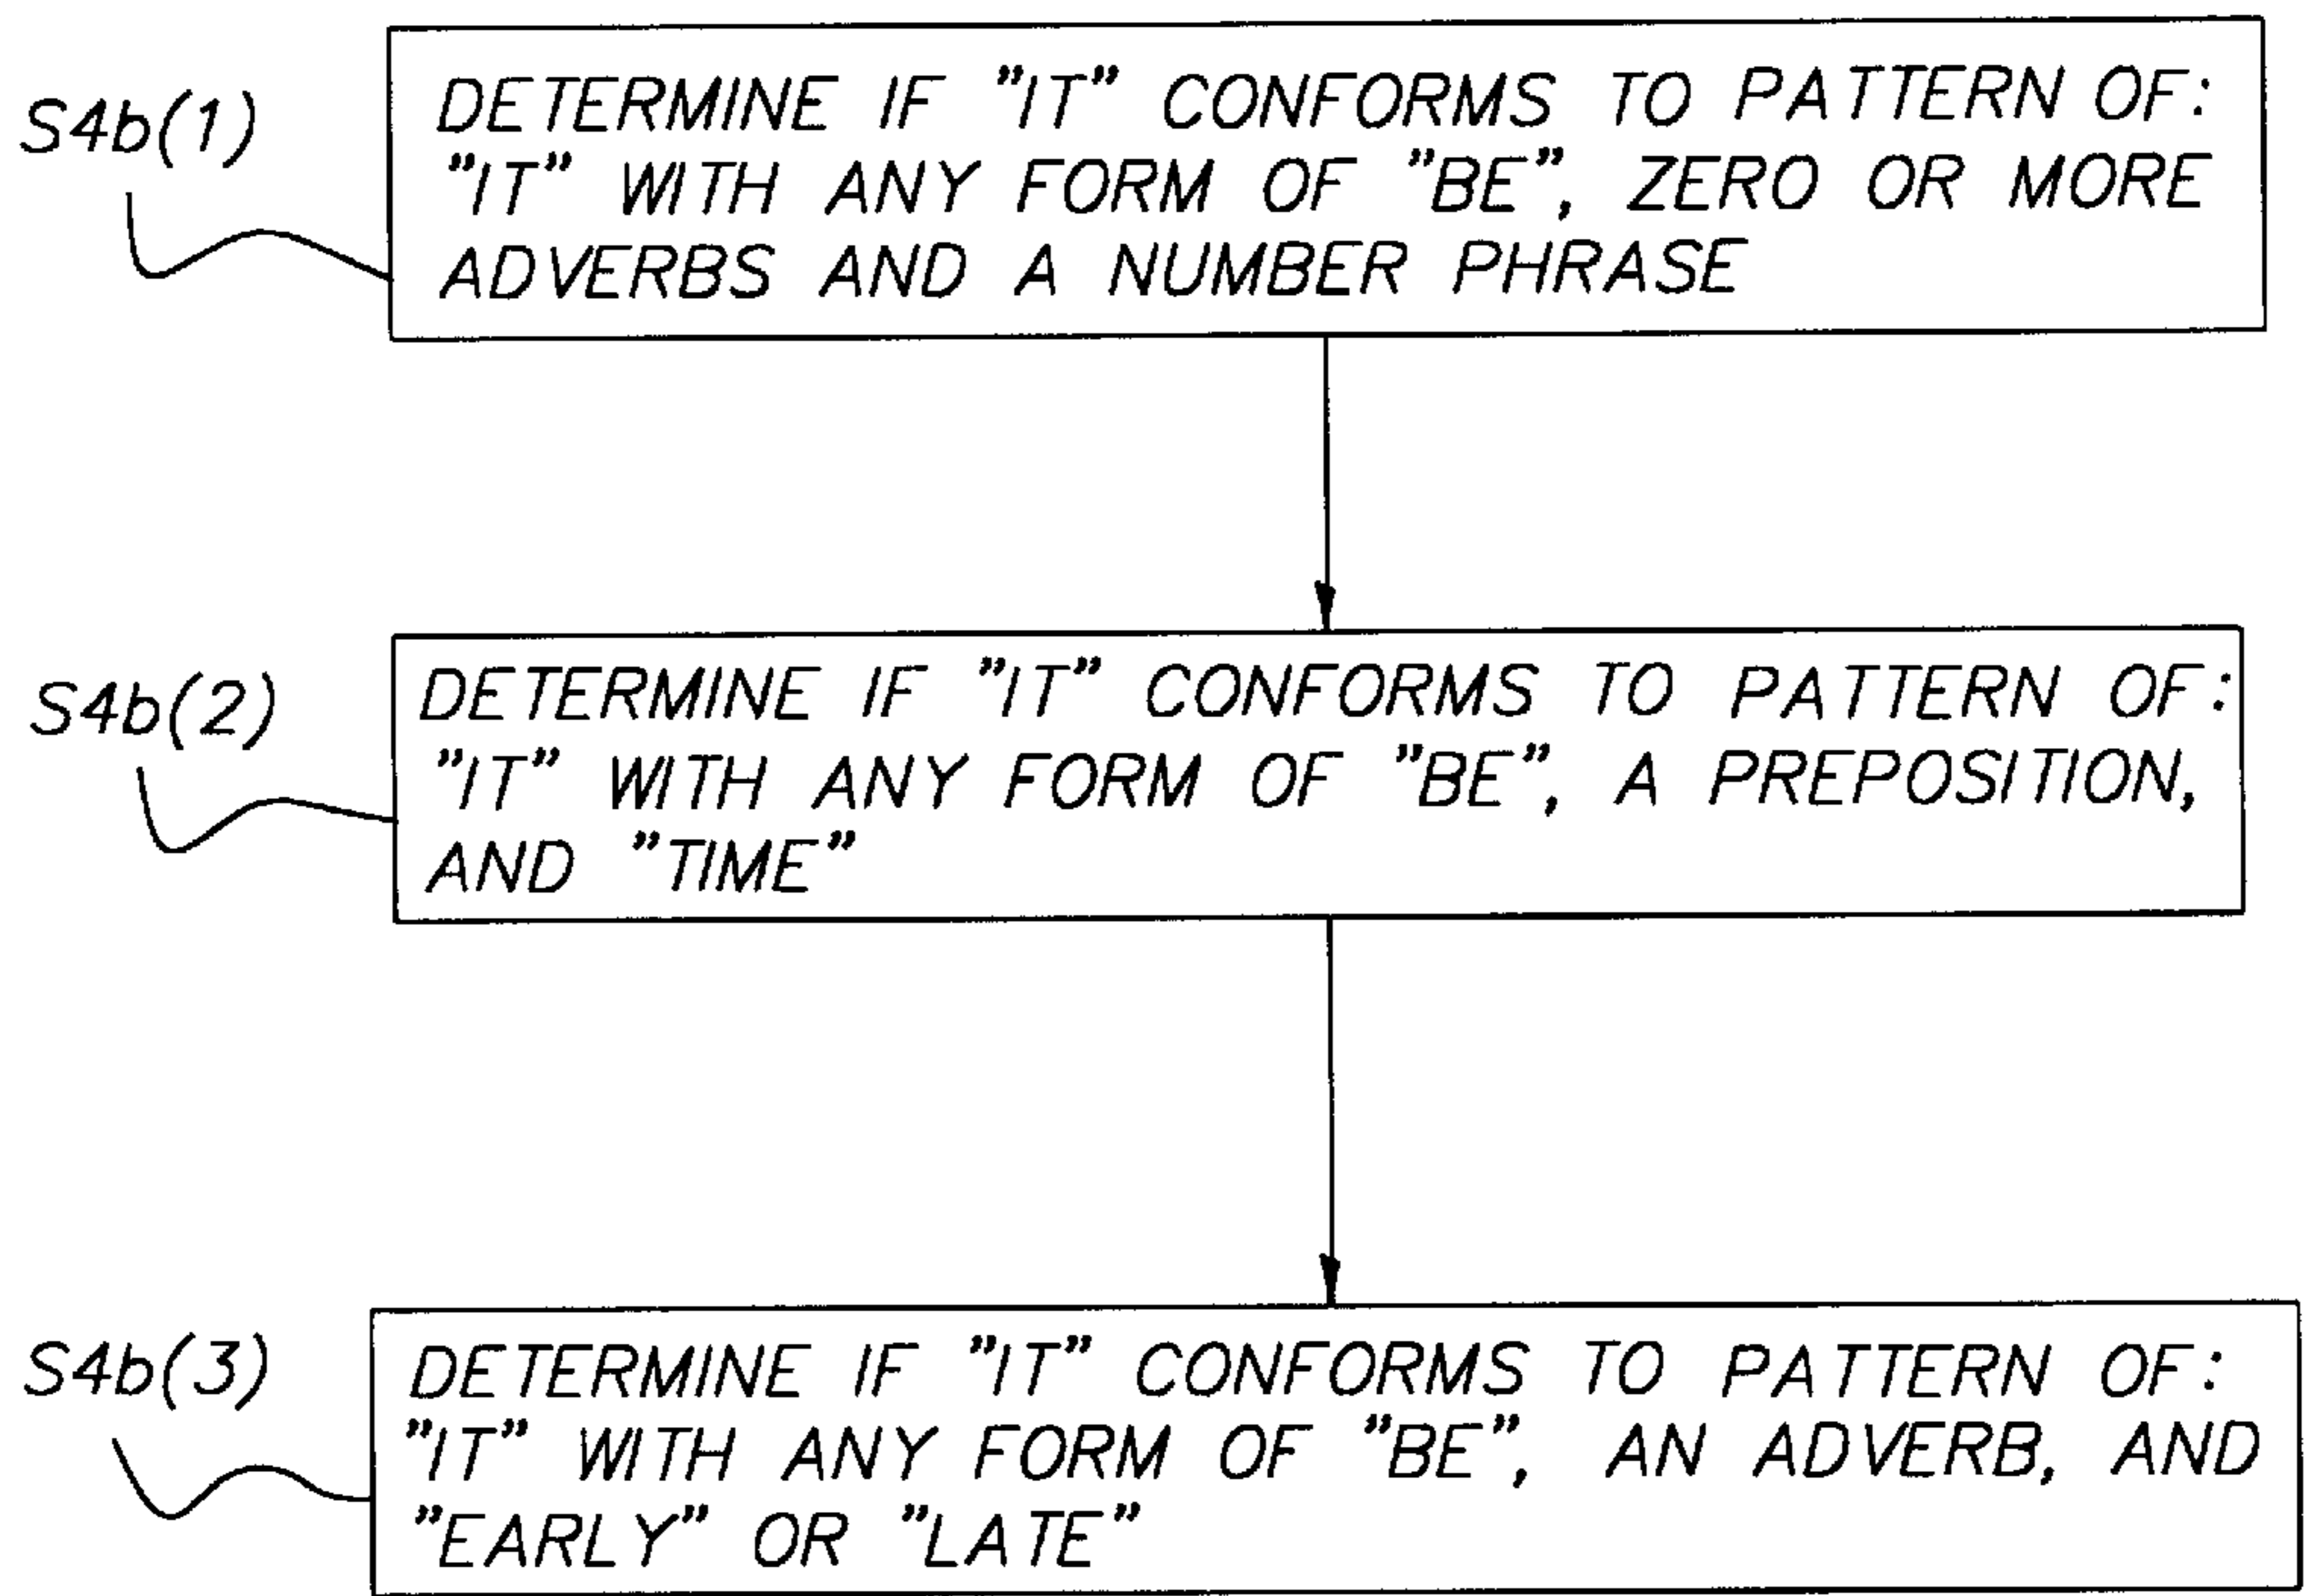 S4b(1)
DETERMINE IF "IT" CONFORMS TO PATTERN OF:
"IT" WITH ANY FORM OF "BE", ZERO OR MORE
ADVERBS AND A NUMBER PHRASE
S4b(2)
DETERMINE IF "IT" CONFORMS TO PATTERN OF:
"IT" WITH ANY FORM OF "BE", A PREPOSITION,
AND "TIME"
S4b(3)
DETERMINE IF "IT" CONFORMS TO PATTERN OF:
"IT" WITH ANY FORM OF "BE", AN ADVERB, AND
"EARLY" OR "LATE"